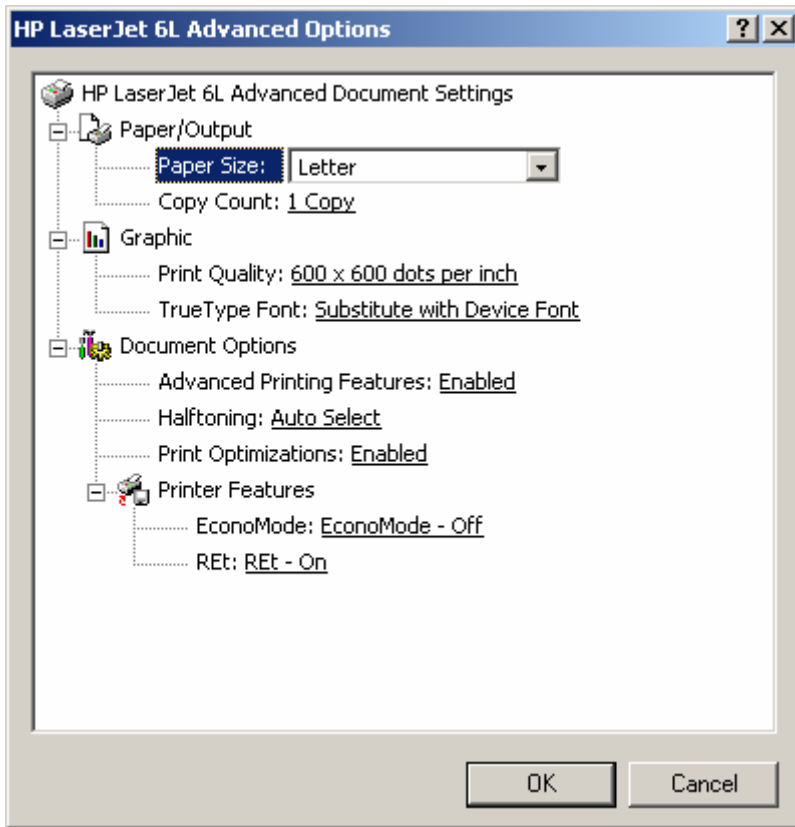 HP LaserJet 6L Advanced Options
HP LaserJet 6L Advanced Document Settings
Paper/Output
Paper Size: Letter
Copy Count: 1 Copy
Graphic
Print Quality: 600 x 600 dots per inch
TrueType Font: Substitute with Device Font
Document Options
Advanced Printing Features: Enabled
Halftoning: Auto Select
Print Optimizations: Enabled
Printer Features
EconoMode: EconoMode - Off
REt: REt - On
OK Cancel